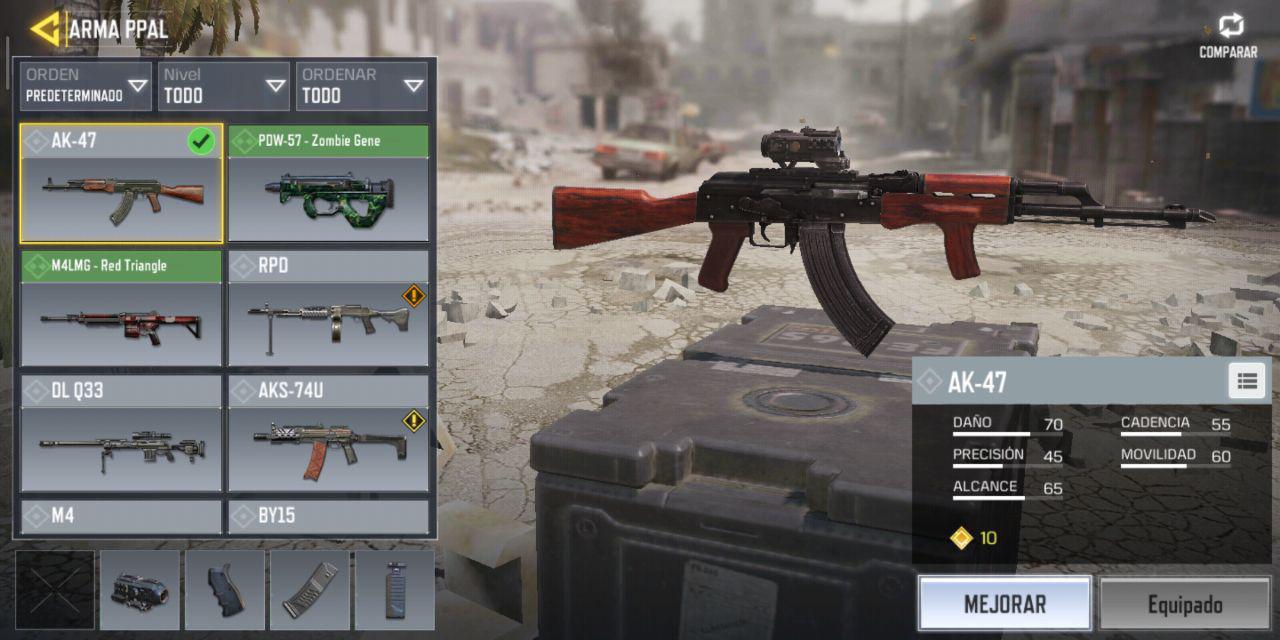 ARMA PPAL
COMPARAR
ORDEN
PREDETERMINADO
Nivel
TODO
ORDENAR
TODO
AK-47
PDW-57 - Zombie Gene
M4LMG - Red Triangle
RPD
DL Q33
AKS-74U
M4
BY15
AK-47
DAÑO 70
CADENCIA 55
PRECISIÓN 45
MOVILIDAD 60
ALCANCE 65
10
MEJORAR
Equipado